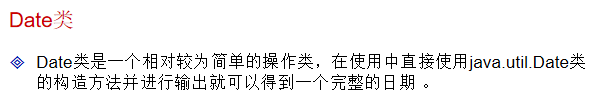 Date类
Date类是一个相对较为简单的操作类，在使用中直接使用java.util.Date类
的构造方法并进行输出就可以得到一个完整的日期 。